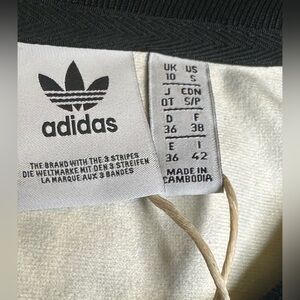 adidas
THE BRAND WITH THE 3 STRIPES
DIE WELTMARKE MIT DEN 3 STREIFEN
LA MARQUE AUX 3 BANDES
UK US
10 S
J CDN
OT S/P
D F
36 38
E I
36 42
MADE IN
CAMBODIA